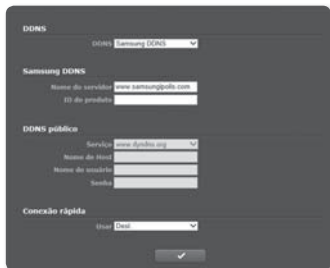 DDNS
DDNS Samsung DDNS
Samsung DDNS
Nome do servidor www.samsungipolis.com
ID do produto
DDNS público
Serviço www.dyndns.org
Nome de Host
Nome do usuário
Senha
Conexão rápida
User Desl.